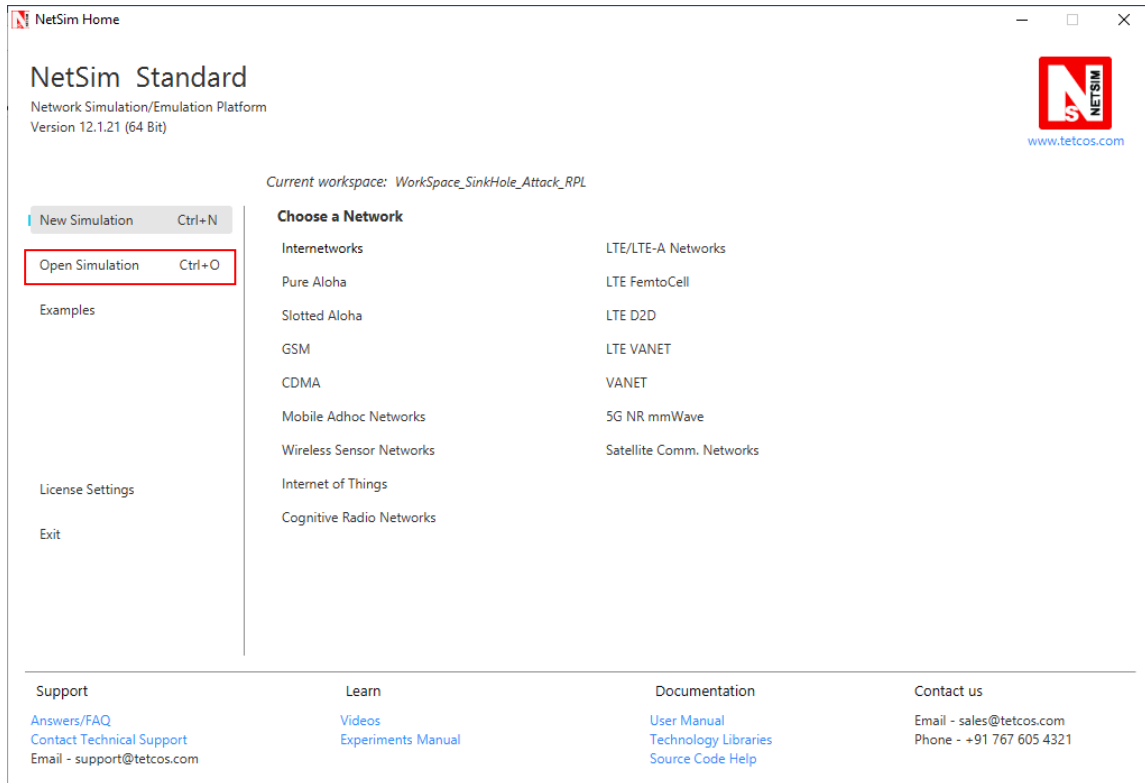 NetSim Home
NetSim Standard
Network Simulation/Emulation Platform
Version 12.1.21 (64 Bit)
N
S
NETSIM
www.tetcos.com
Current workspace: WorkSpace_SinkHole_Attack_RPL
New Simulation Ctrl+N
Open Simulation Ctrl+O
Examples
License Settings
Exit
Choose a Network
Internetworks
Pure Aloha
Slotted Aloha
GSM
CDMA
Mobile Adhoc Networks
Wireless Sensor Networks
Internet of Things
Cognitive Radio Networks
LTE/LTE-A Networks
LTE FemtoCell
LTE D2D
LTE VANET
VANET
5G NR mmWave
Satellite Comm. Networks
Support
Answers/FAQ
Contact Technical Support
Email - support@tetcos.com
Learn
Videos
Experiments Manual
Documentation
User Manual
Technology Libraries
Source Code Help
Contact us
Email - sales@tetcos.com
Phone - +91 767 605 4321